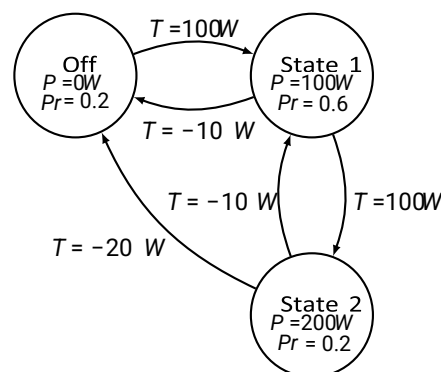 T = 100W
Off
P = 0W
Pr = 0.2
State 1
P = 100W
Pr = 0.6
T = −10 W
T = −10 W
T = 100W
T = −20 W
State 2
P = 200W
Pr = 0.2